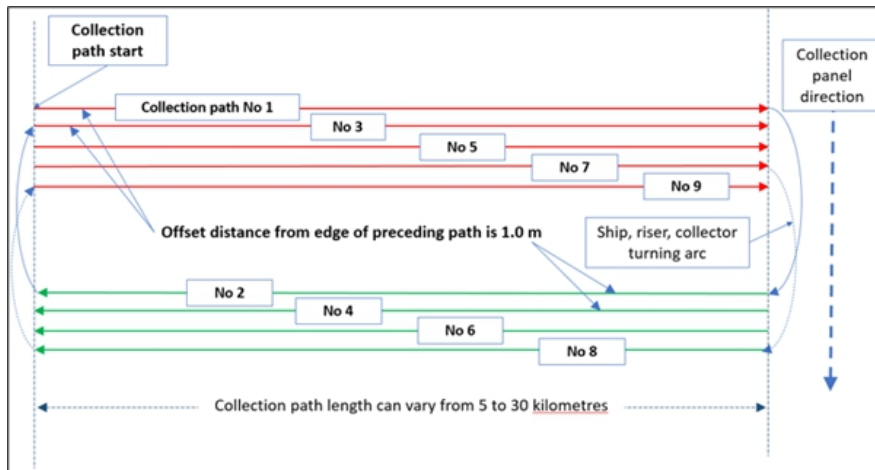 Collection
path start
Collection
panel
direction
Collection path No 1
No 3
No 5
No 7
No 9
Offset distance from edge of preceding path is 1.0 m
Ship, riser, collector
turning arc
No 2
No 4
No 6
No 8
Collection path length can vary from 5 to 30 kilometres